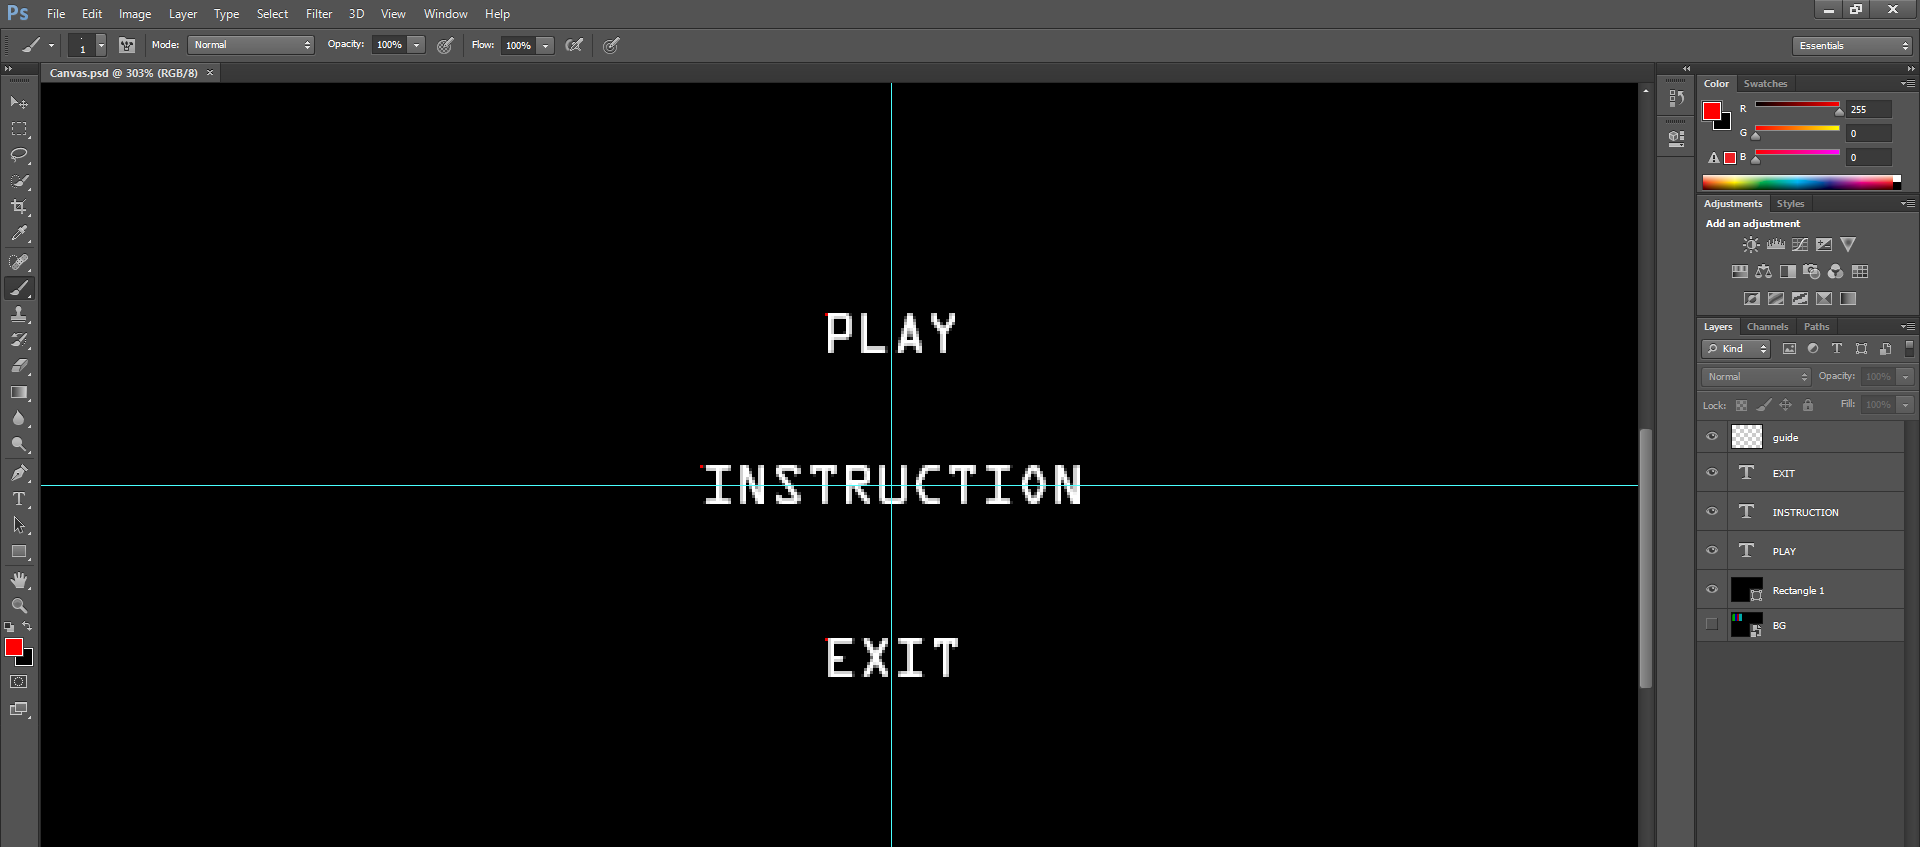 Ps File Edit Image Layer Type Select Filter 3D View Window Help
1 Mode: Normal Opacity: 100% Flow: 100% Essentials
Canvas.psd @ 303% (RGB/8) ×
Color Swatches
R 255
G 0
B 0
Adjustments Styles
Add an adjustment
PLAY
INSTRUCTION
EXIT
Layers Channels Paths
Kind
Normal Opacity: 100%
Lock: Fill: 100%
guide
EXIT
INSTRUCTION
PLAY
Rectangle 1
BG